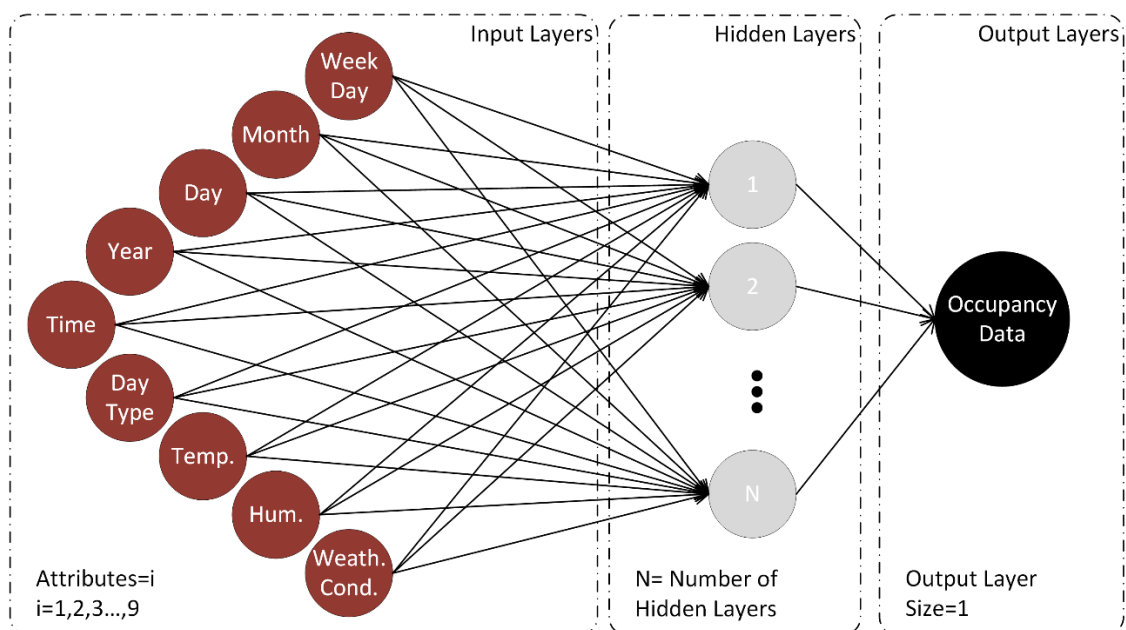 Input Layers
Week
Day
Month
Day
Year
Time
Day
Type
Temp.
Hum.
Weath.
Cond.
Attributes=i
i=1,2,3...,9
Hidden Layers
1
2
N
N= Number of
Hidden Layers
Output Layers
Occupancy
Data
Output Layer
Size=1